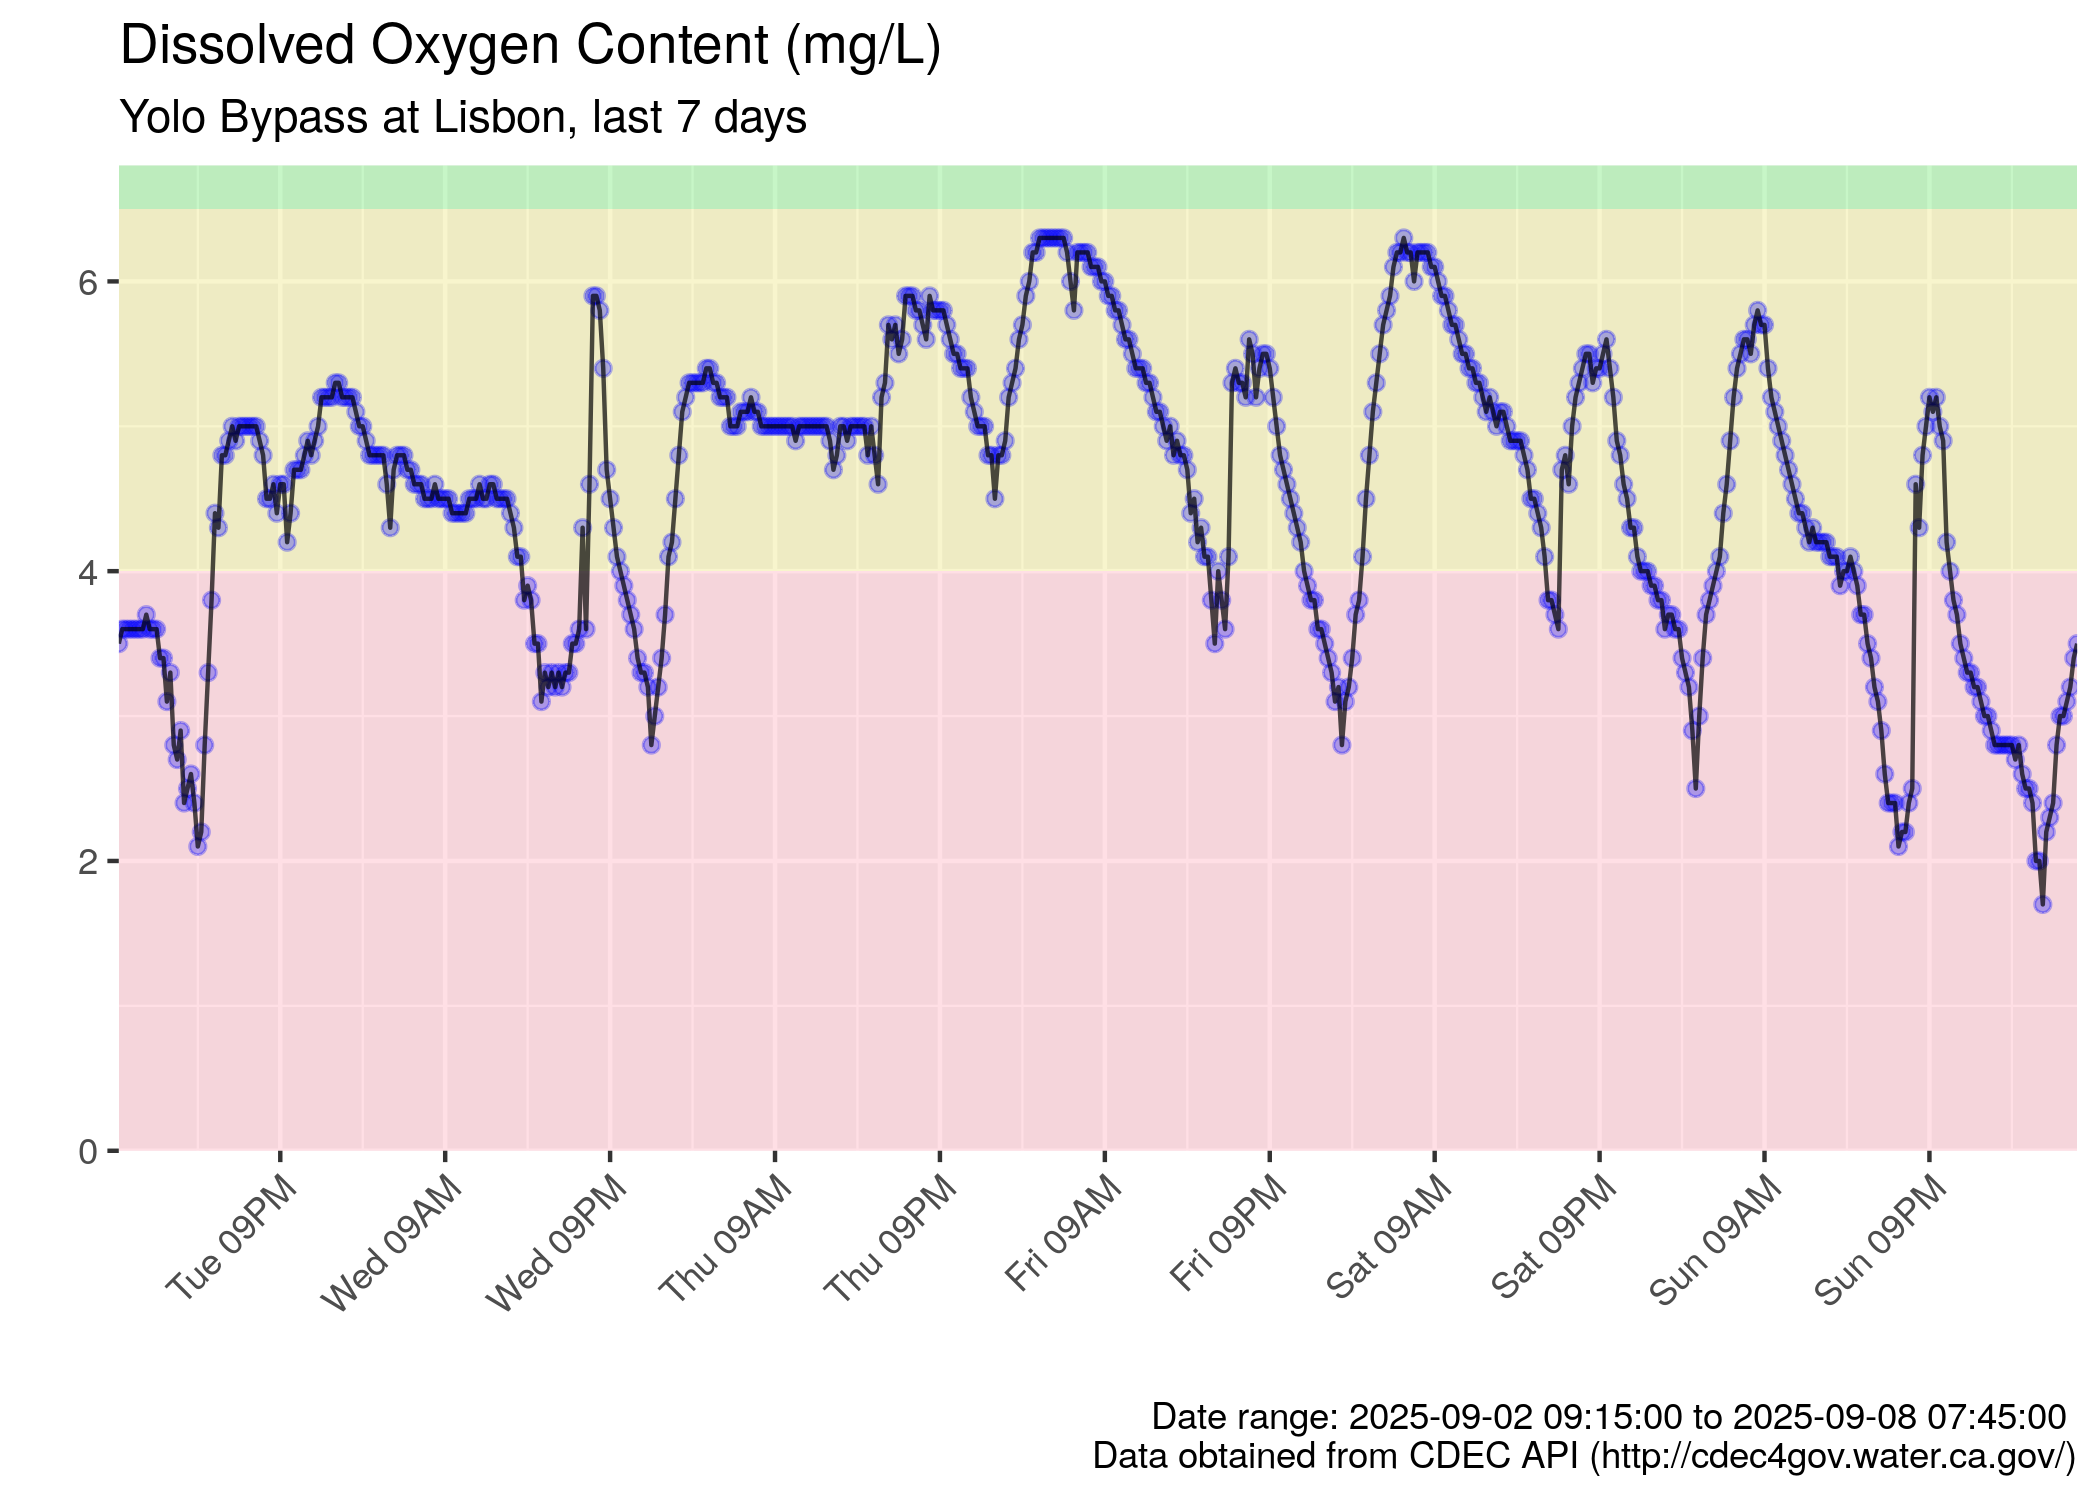 Dissolved Oxygen Content (mg/L)
Yolo Bypass at Lisbon, last 7 days
6
4
2
0
Tue 09PM
Wed 09AM
Wed 09PM
Thu 09AM
Thu 09PM
Fri 09AM
Fri 09PM
Sat 09AM
Sat 09PM
Sun 09AM
Sun 09PM
Date range: 2025-09-02 09:15:00 to 2025-09-08 07:45:00
Data obtained from CDEC API (http://cdec4gov.water.ca.gov/)